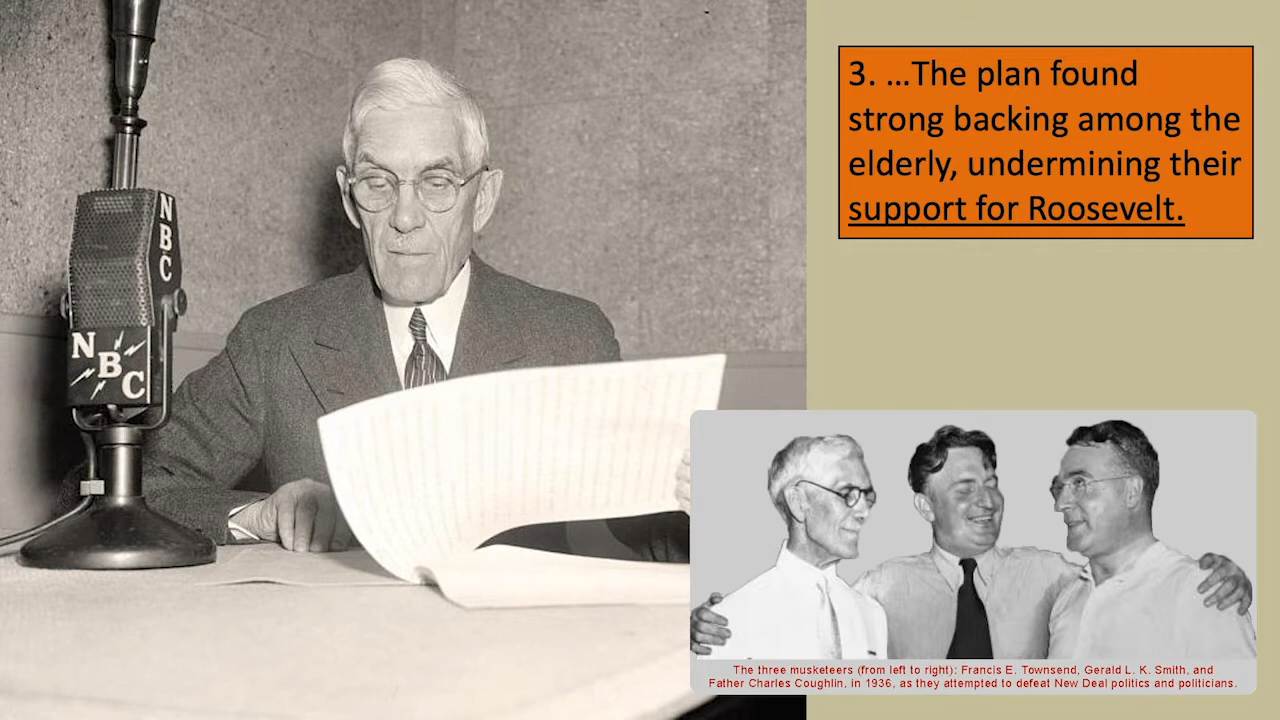 NBC
NBC
3. ...The plan found
strong backing among the
elderly, undermining their
support for Roosevelt.
The three musketeers (from left to right): Francis E. Townsend, Gerald L. K. Smith, and
Father Charles Coughlin, in 1936, as they attempted to defeat New Deal politics and politicians.